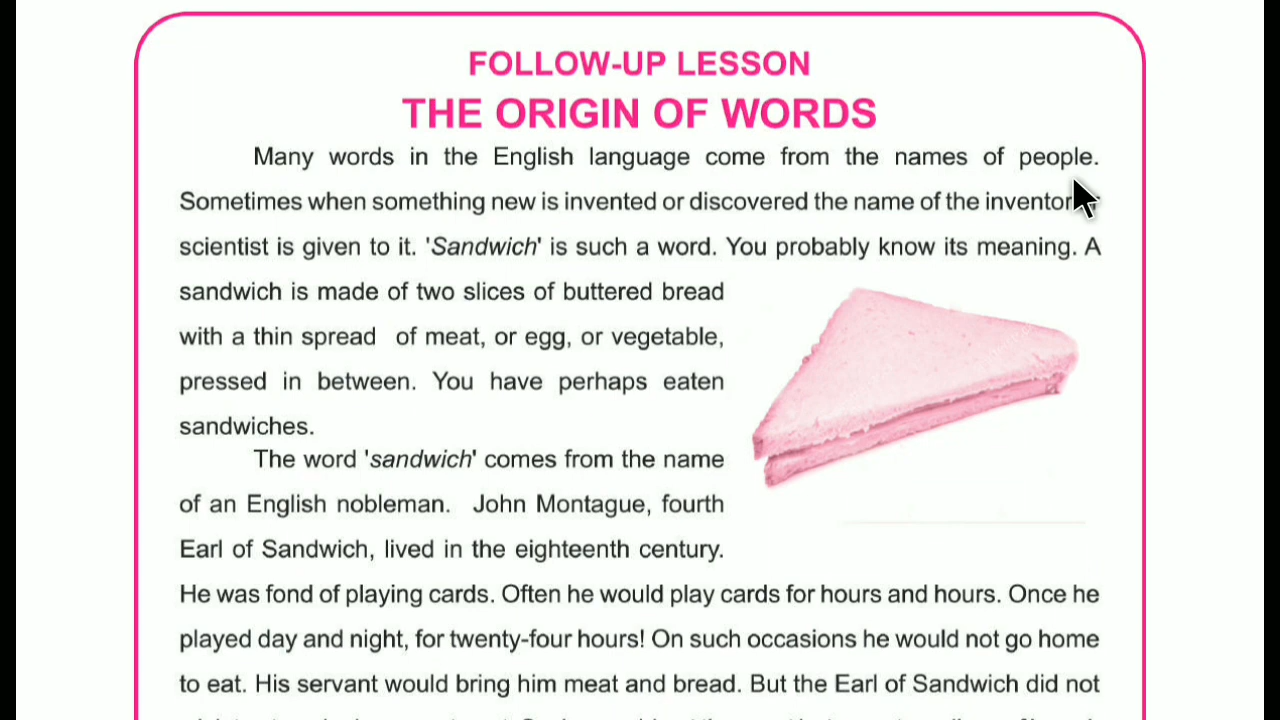 FOLLOW-UP LESSON
THE ORIGIN OF WORDS
Many words in the English language come from the names of people.
Sometimes when something new is invented or discovered the name of the inventor
scientist is given to it. 'Sandwich' is such a word. You probably know its meaning. A
sandwich is made of two slices of buttered bread
with a thin spread of meat, or egg, or vegetable,
pressed in between. You have perhaps eaten
sandwiches.
The word 'sandwich' comes from the name
of an English nobleman. John Montague, fourth
Earl of Sandwich, lived in the eighteenth century.
He was fond of playing cards. Often he would play cards for hours and hours. Once he
played day and night, for twenty-four hours! On such occasions he would not go home
to eat. His servant would bring him meat and bread. But the Earl of Sandwich did not